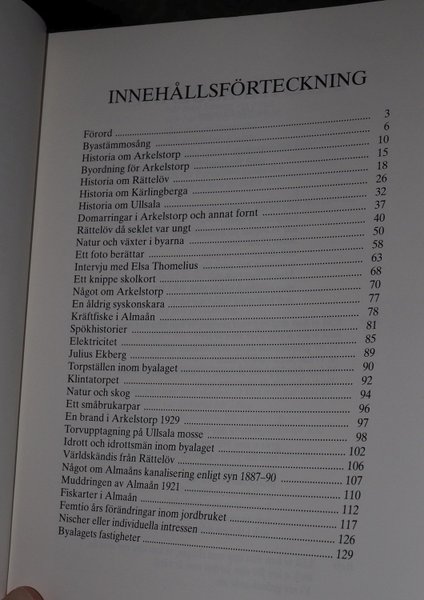 INNEHÅLLSFÖRTECKNING
Förord ........ 3
Byastämmosång ........ 6
Historia om Arkelstorp ........ 10
Byordning för Arkelstorp ........ 15
Historia om Rättelöv ........ 18
Historia om Kärlingberga ........ 26
Historia om Ullsala ........ 32
Domarringar i Arkelstorp och annat fornt ........ 37
Rättelöv då seklet var ungt ........ 40
Natur och växter i byarna ........ 50
Ett foto berättar ........ 58
Intervju med Elsa Thomelius ........ 63
Ett knippe skolkort ........ 68
Något om Arkelstorp ........ 70
En åldrig syskonskara ........ 77
Kräftfiske i Almaån ........ 78
Spökhistorier ........ 81
Elektricitet ........ 85
Julius Ekberg ........ 89
Torpställen inom byalaget ........ 90
Klintatorpet ........ 92
Natur och skog ........ 94
Ett småbrukarpar ........ 96
En brand i Arkelstorp 1929 ........ 97
Torvupptagning på Ullsala mosse ........ 98
Idrott och idrottsmän inom byalaget ........ 102
Världskändis från Rättelöv ........ 106
Något om Almaåns kanalisering enligt syn 1887-90 ........ 107
Muddringen av Almaån 1921 ........ 110
Fiskarter i Almaån ........ 112
Femtio års förändringar inom jordbruket ........ 117
Nischer eller individuella intressen ........ 126
Byalagets fastigheter ........ 129